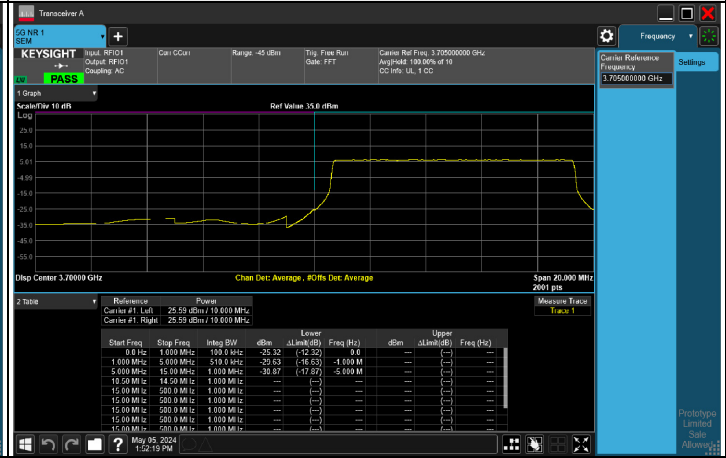 Transceiver A
5G NR 1
SEM
+
Frequency
KEYSIGHT
LW
PASS
Input: RFIO1
Output: RFIO1
Coupling: AC
Corr CCorr
Range: -45 dBm
Trig: Free Run
Gate: FFT
Carrier Ref Freq: 3.705000000 GHz
Avg|Hold: 100.00% of 10
CC Info: UL, 1 CC
Carrier Reference
Frequency
3.705000000 GHz
Settings
1 Graph
Scale/Div 10 dB
Ref Value 35.0 dBm
Log
25.0
15.0
5.01
-4.99
-15.0
-25.0
-35.0
-45.0
-55.0
Disp Center 3.70000 GHz
Chan Det: Average , #Offs Det: Average
Span 20.000 MHz
2001 pts
2 Table
Reference Power
Carrier #1. Left 25.59 dBm / 10.000 MHz
Carrier #1. Right 25.59 dBm / 10.000 MHz
Measure Trace
Trace 1
Lower Upper
Start Freq Stop Freq Integ BW dBm ΔLimit(dB) Freq (Hz) dBm ΔLimit(dB) Freq (Hz)
0.0 Hz 1.000 MHz 100.0 kHz -25.32 (-12.32) 0.0 --- (---) ---
1.000 MHz 5.000 MHz 510.0 kHz -29.63 (-16.63) -1.000 M --- (---) ---
5.000 MHz 15.00 MHz 1.000 MHz -30.87 (-17.87) -5.000 M --- (---) ---
10.50 MHz 14.50 MHz 1.000 MHz --- (---) --- --- (---) ---
15.00 MHz 500.0 MHz 1.000 MHz --- (---) --- --- (---) ---
15.00 MHz 500.0 MHz 1.000 MHz --- (---) --- --- (---) ---
15.00 MHz 500.0 MHz 1.000 MHz --- (---) --- --- (---) ---
15.00 MHz 500.0 MHz 1.000 MHz --- (---) --- --- (---) ---
15.00 MHz 500.0 MHz 1.000 MHz --- (---) --- --- (---) ---
Prototype
Limited
Sale
Allowed
?
May 05, 2024
1:52:19 PM